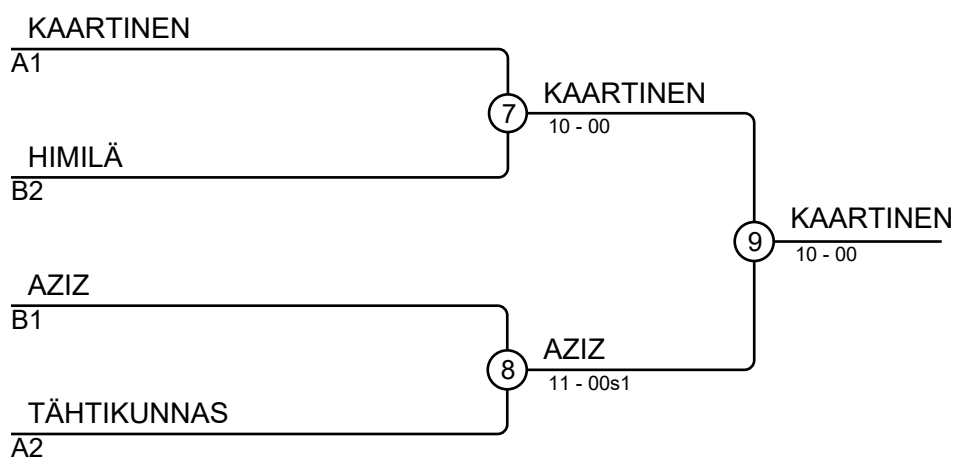 KAARTINEN
A1
7
KAARTINEN
10 - 00
HIMILÄ
B2
9
KAARTINEN
10 - 00
AZIZ
B1
8
AZIZ
11 - 00s1
TÄHTIKUNNAS
A2